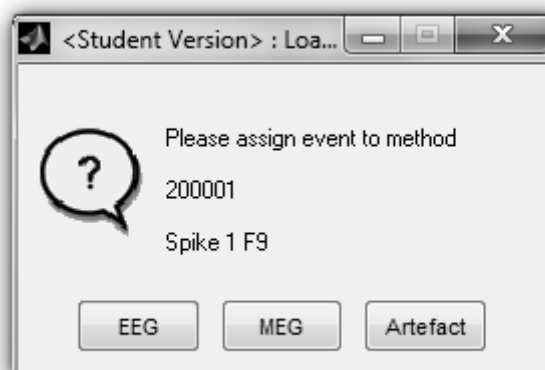 <Student Version> : Loa...
Please assign event to method
?
200001
Spike 1 F9
EEG MEG Artefact